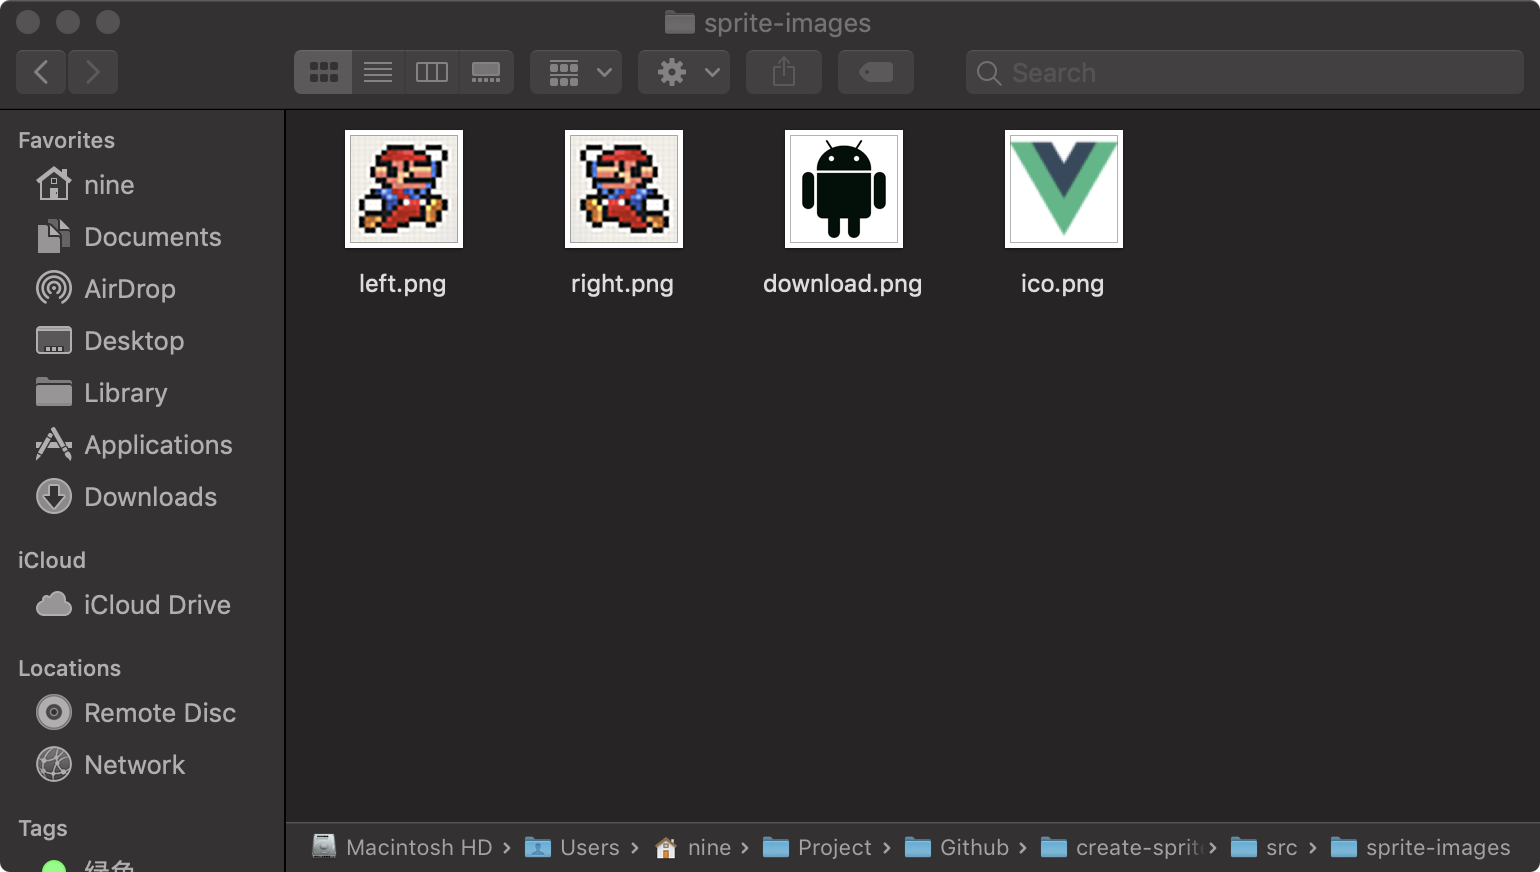 sprite-images
Search
Favorites
nine
Documents
AirDrop
Desktop
Library
Applications
Downloads
iCloud
iCloud Drive
Locations
Remote Disc
Network
Tags
绿色
left.png
right.png
download.png
ico.png
Macintosh HD › Users › nine › Project › Github › create-sprit › src › sprite-images